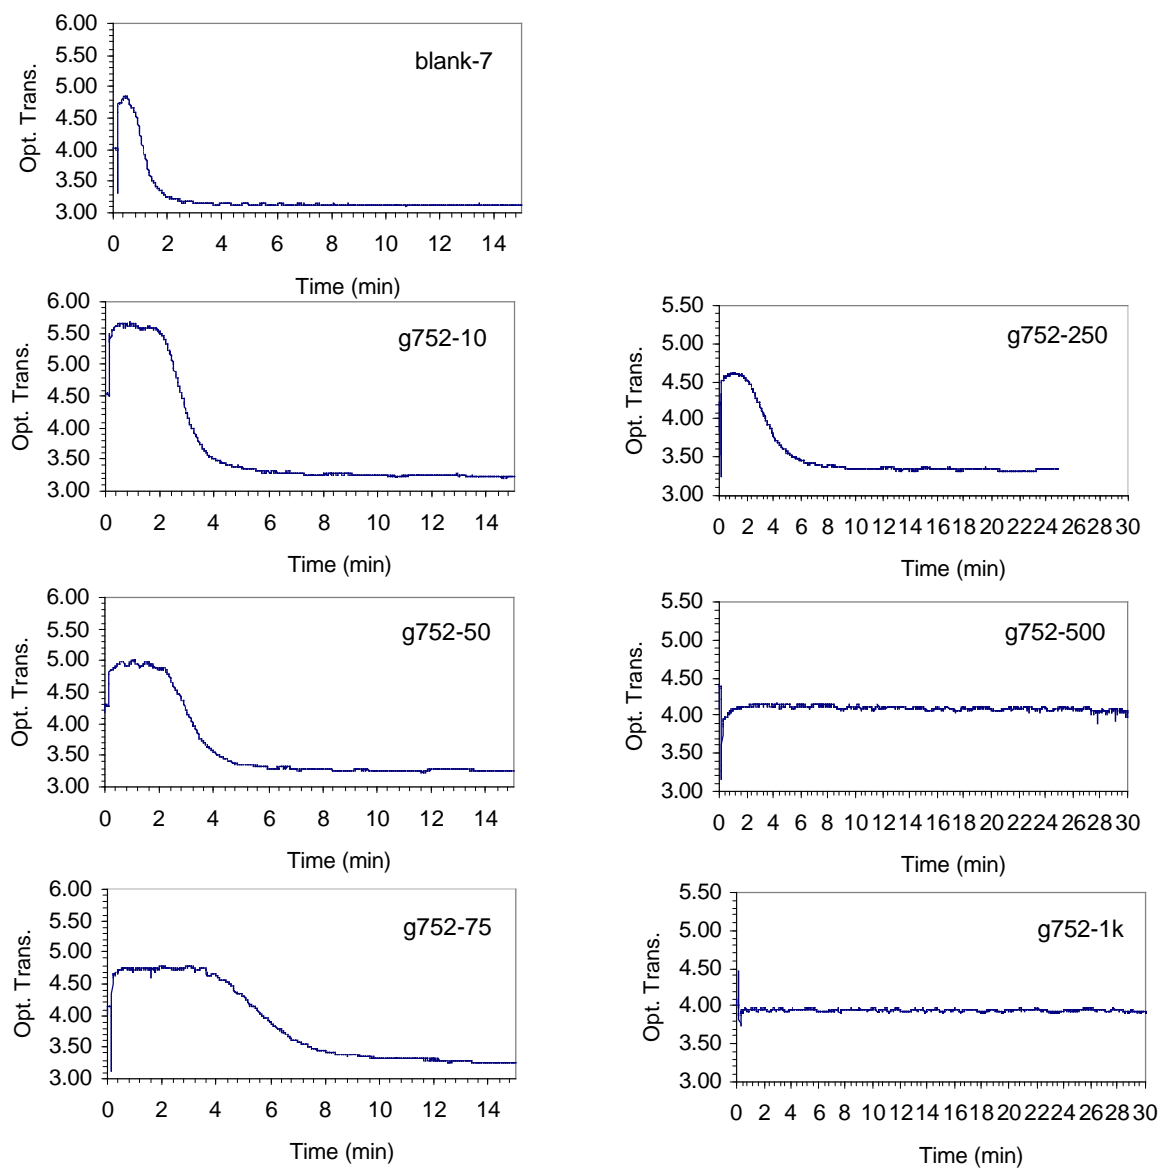 blank-7
Opt. Trans.
6.00
5.50
5.00
4.50
4.00
3.50
3.00
0 2 4 6 8 10 12 14
Time (min)
g752-10
Opt. Trans.
6.00
5.50
5.00
4.50
4.00
3.50
3.00
0 2 4 6 8 10 12 14
Time (min)
g752-50
Opt. Trans.
6.00
5.50
5.00
4.50
4.00
3.50
3.00
0 2 4 6 8 10 12 14
Time (min)
g752-75
Opt. Trans.
6.00
5.50
5.00
4.50
4.00
3.50
3.00
0 2 4 6 8 10 12 14
Time (min)
g752-250
Opt. Trans.
5.50
5.00
4.50
4.00
3.50
3.00
0 2 4 6 8 10 12 14 16 18 20 22 24 26 28 30
Time (min)
g752-500
Opt. Trans.
5.50
5.00
4.50
4.00
3.50
3.00
0 2 4 6 8 10 12 14 16 18 20 22 24 26 28 30
Time (min)
g752-1k
Opt. Trans.
5.50
5.00
4.50
4.00
3.50
3.00
0 2 4 6 8 10 12 14 16 18 20 22 24 26 28 30
Time (min)